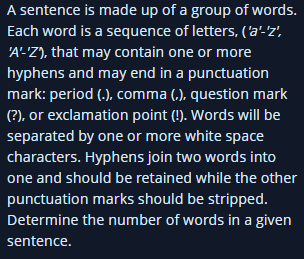 A sentence is made up of a group of words.
Each word is a sequence of letters, ('a'-'z',
'A'-'Z'), that may contain one or more
hyphens and may end in a punctuation
mark: period (.), comma (,), question mark
(?), or exclamation point (!). Words will be
separated by one or more white space
characters. Hyphens join two words into
one and should be retained while the other
punctuation marks should be stripped.
Determine the number of words in a given
sentence.